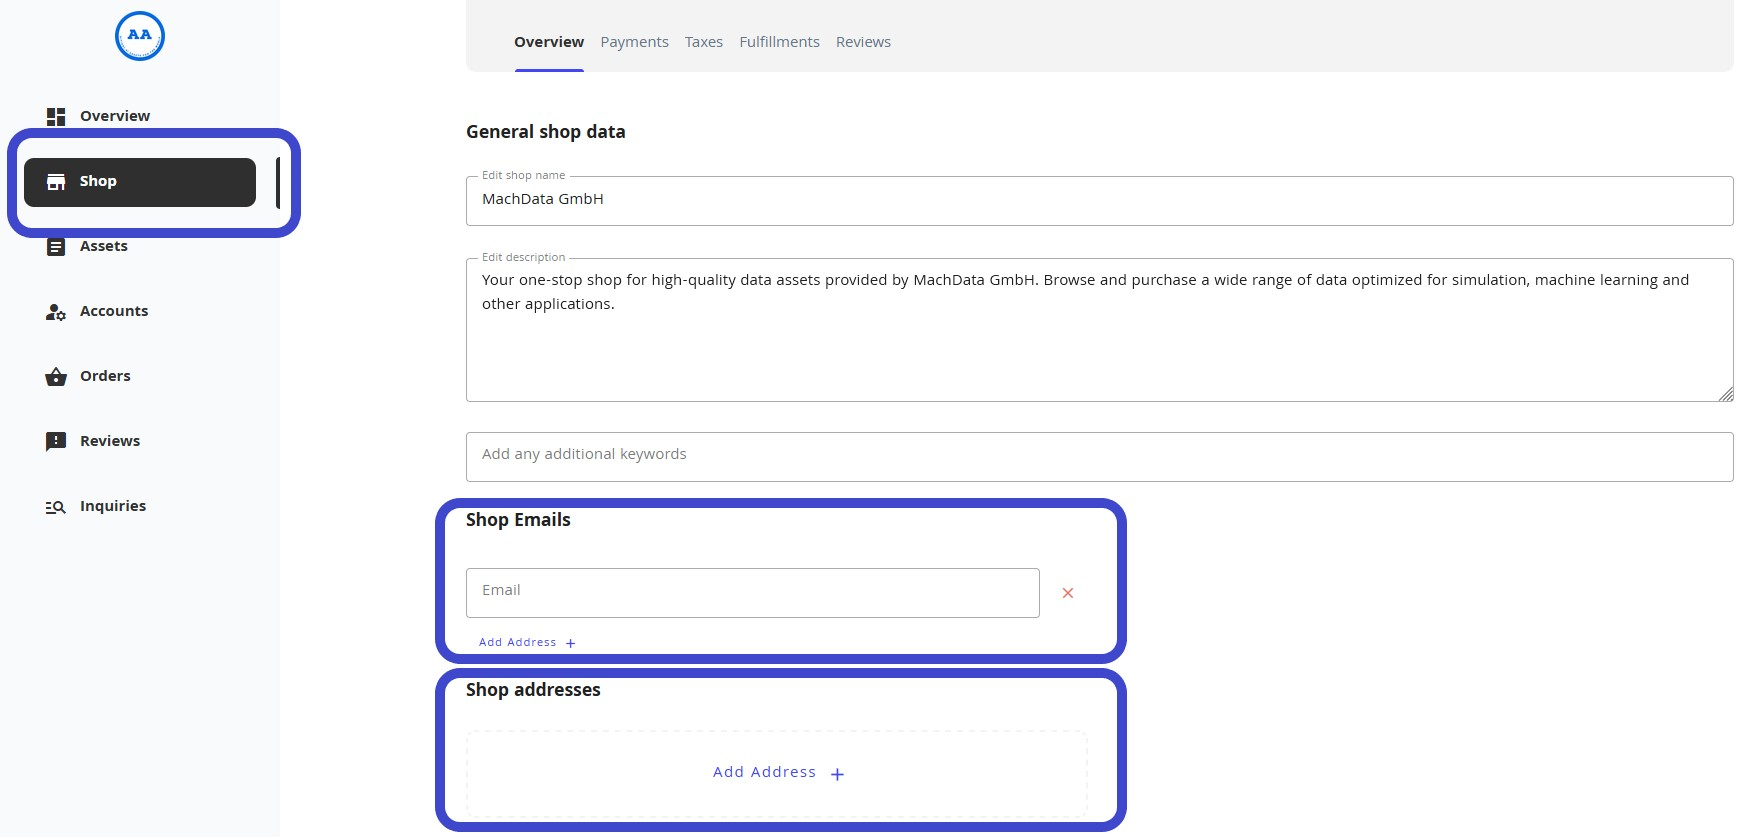 AA
Overview
Shop
Assets
Accounts
Orders
Reviews
Inquiries
Overview Payments Taxes Fulfillments Reviews
General shop data
Edit shop name
MachData GmbH
Edit description
Your one-stop shop for high-quality data assets provided by MachData GmbH. Browse and purchase a wide range of data optimized for simulation, machine learning and
other applications.
Add any additional keywords
Shop Emails
Email
Add Address +
Shop addresses
Add Address +